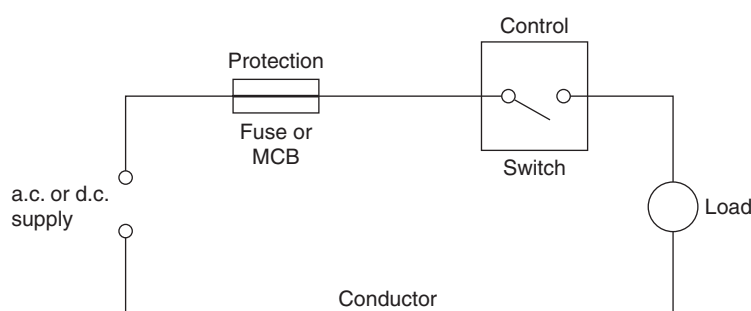 Control
Protection
Fuse or
MCB
Switch
a.c. or d.c.
supply
Load
Conductor